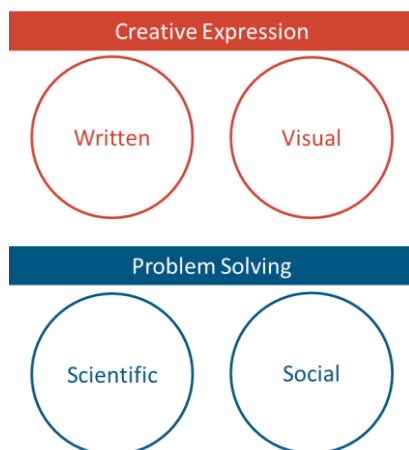 Creative Expression
Written
Visual
Problem Solving
Scientific
Social